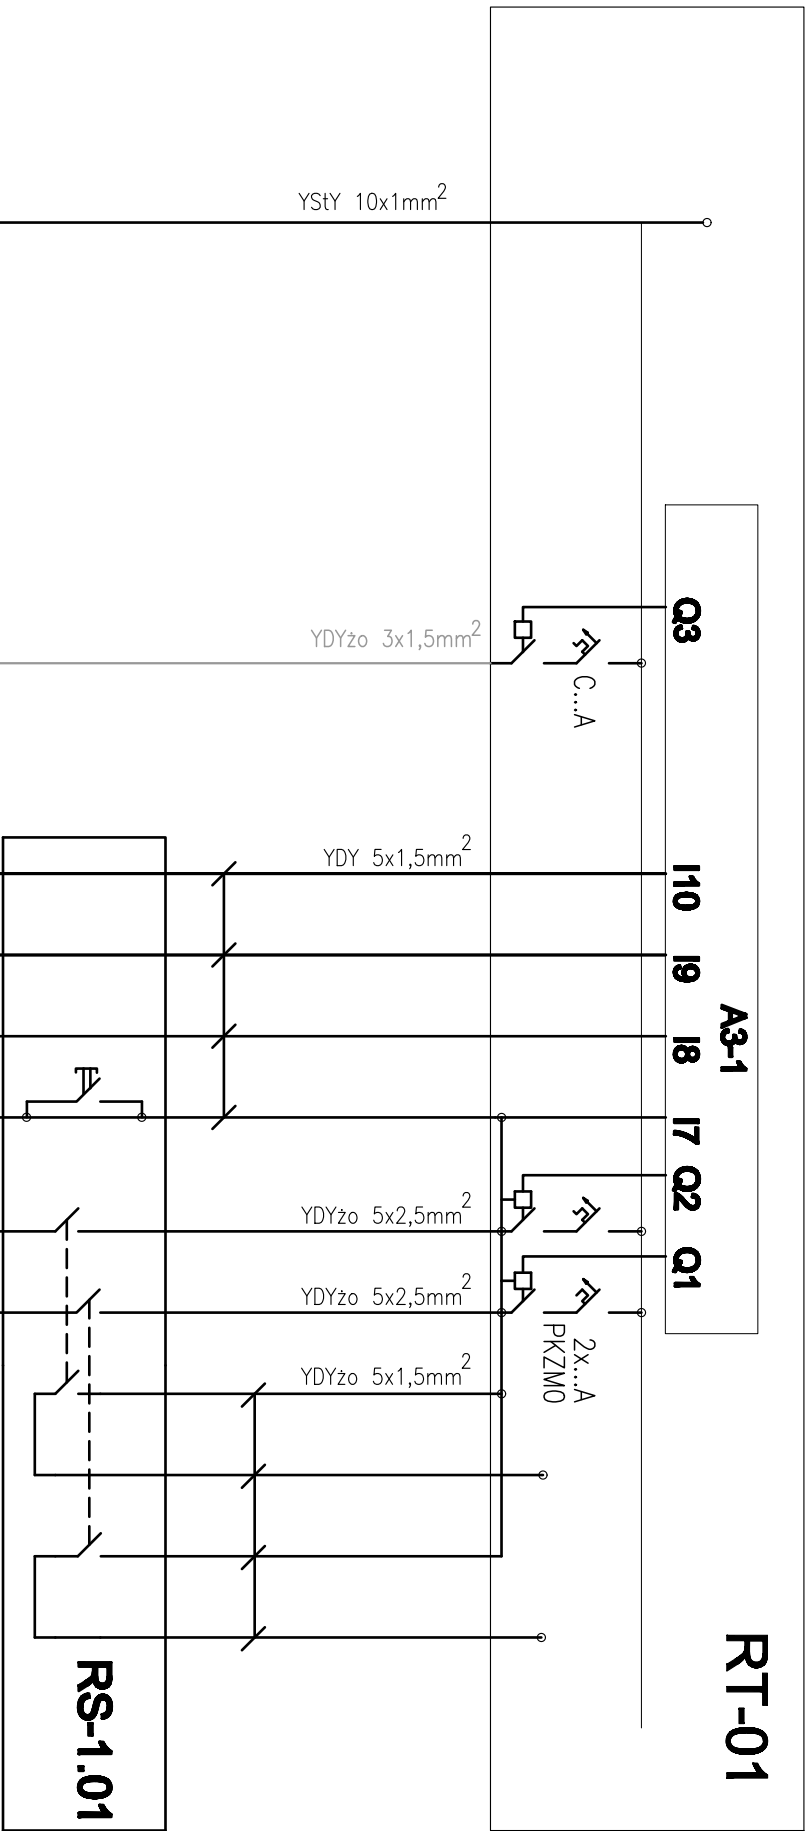 YStY 10x1mm²
Q3
YDYżo 3x1,5mm²
C...A
YDY 5x1,5mm²
I10
I9
A3-1
I8
I7
Q2
YDYżo 5x2,5mm²
Q1
YDYżo 5x2,5mm²
2x...A
PKZM0
YDYżo 5x1,5mm²
RT-01
RS-1.01